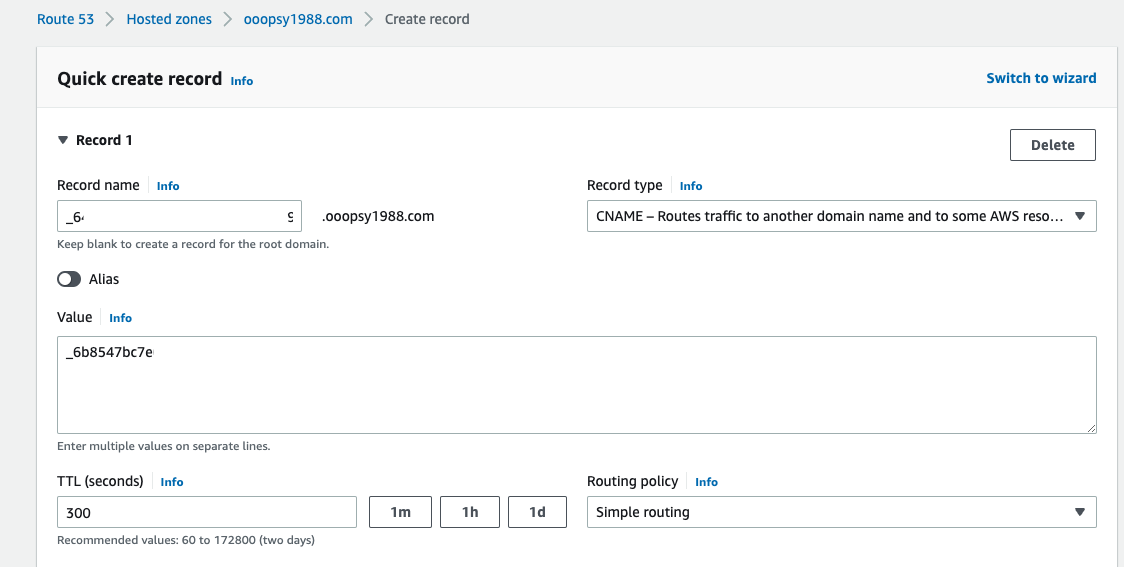 Route 53 > Hosted zones > ooopsy1988.com > Create record
Quick create record Info
Switch to wizard
Record 1
Delete
Record name Info
_64 9 .ooopsy1988.com
Keep blank to create a record for the root domain.
Record type Info
CNAME – Routes traffic to another domain name and to some AWS reso...
Alias
Value Info
_6b8547bc7e
Enter multiple values on separate lines.
TTL (seconds) Info
300 1m 1h 1d
Recommended values: 60 to 172800 (two days)
Routing policy Info
Simple routing